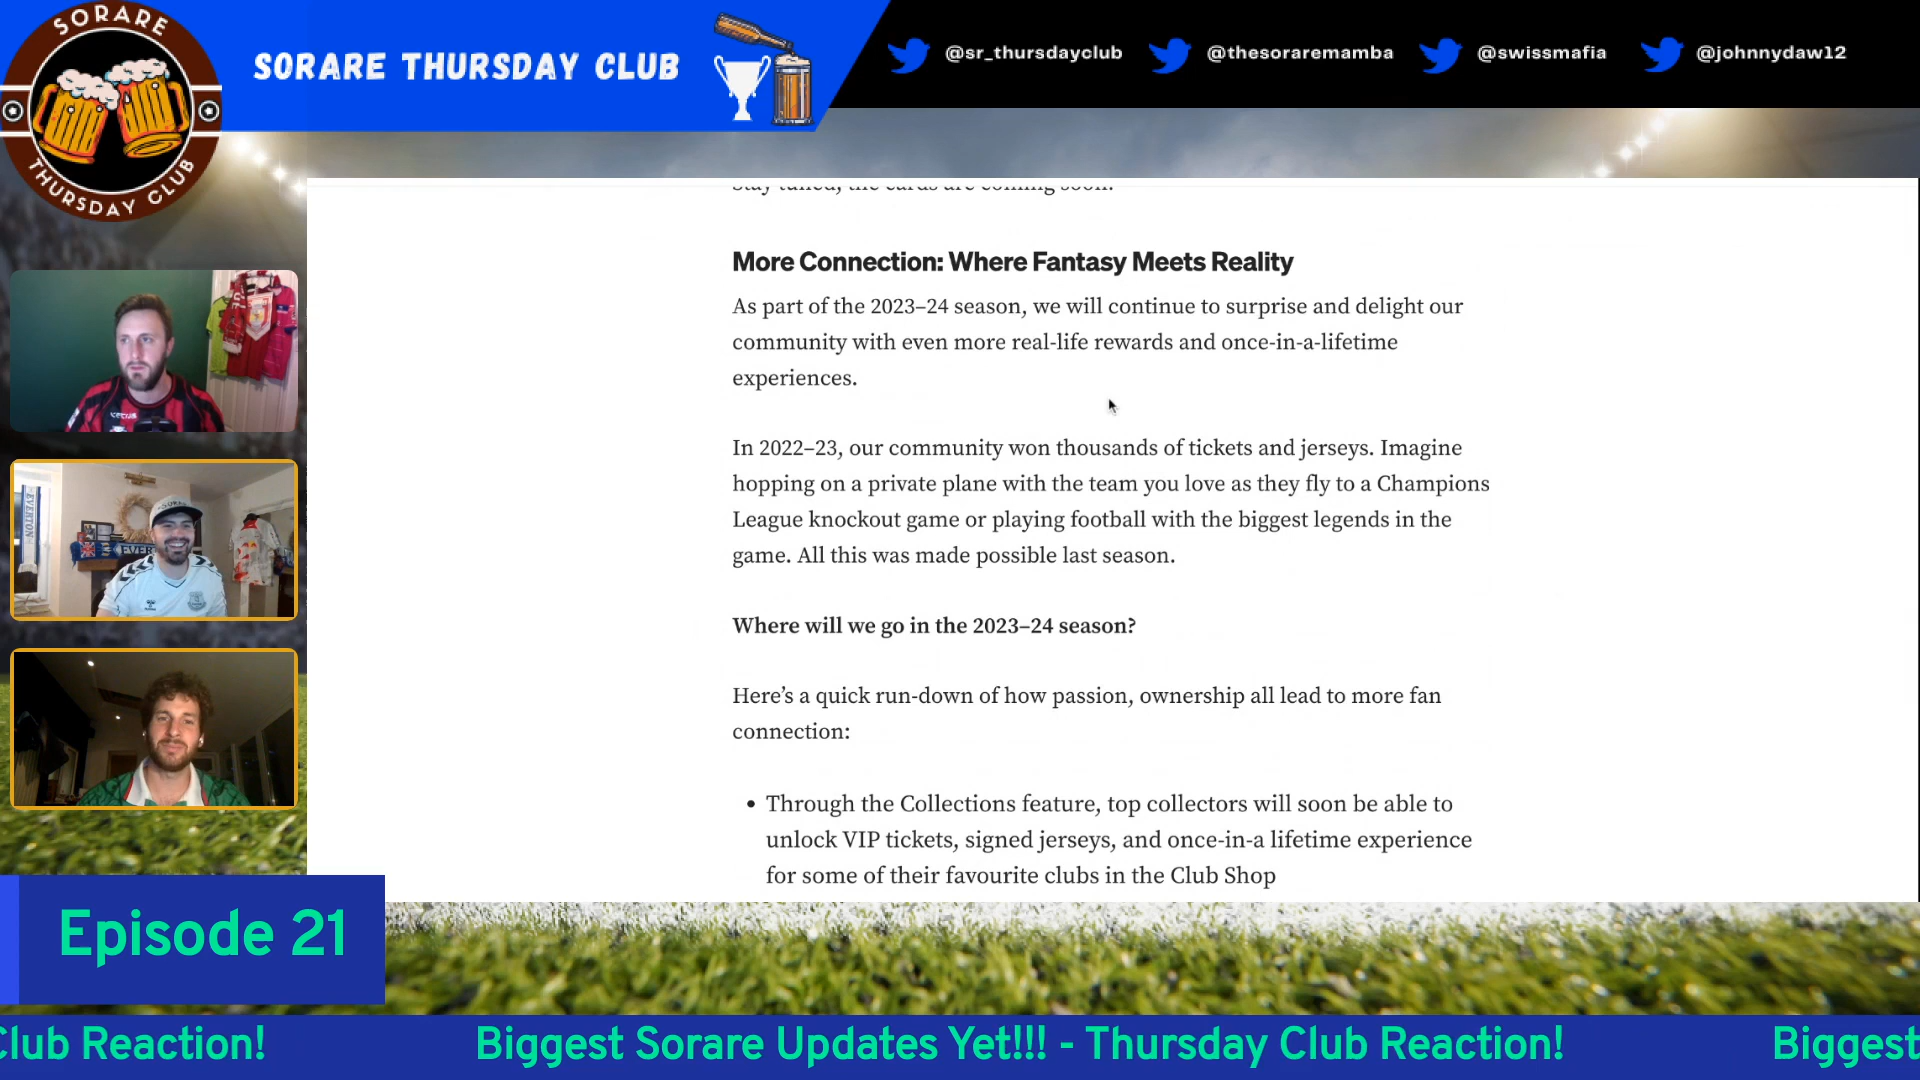 SORARE
THURSDAY CLUB
SORARE THURSDAY CLUB
@sr_thursdayclub
@thesoraremamba
@swissmafia
@johnnydaw12
Stay tuned, the cards are coming soon.
More Connection: Where Fantasy Meets Reality
As part of the 2023–24 season, we will continue to surprise and delight our
community with even more real-life rewards and once-in-a-lifetime
experiences.
In 2022–23, our community won thousands of tickets and jerseys. Imagine
hopping on a private plane with the team you love as they fly to a Champions
League knockout game or playing football with the biggest legends in the
game. All this was made possible last season.
Where will we go in the 2023–24 season?
Here’s a quick run-down of how passion, ownership all lead to more fan
connection:
• Through the Collections feature, top collectors will soon be able to
unlock VIP tickets, signed jerseys, and once-in-a lifetime experience
for some of their favourite clubs in the Club Shop
EVERTON
Episode 21
Club Reaction!
Biggest Sorare Updates Yet!!! - Thursday Club Reaction!
Biggest